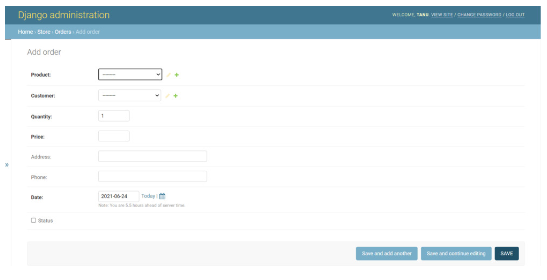 Django administration
WELCOME, TANU. VIEW SITE / CHANGE PASSWORD / LOG OUT
Home › Store › Orders › Add order
Add order
Product: ---------
Customer: ---------
Quantity: 1
Price:
Address:
Phone:
Date: 2021-06-24 Today |
Note: You are 5.5 hours ahead of server time.
Status
Save and add another Save and continue editing SAVE